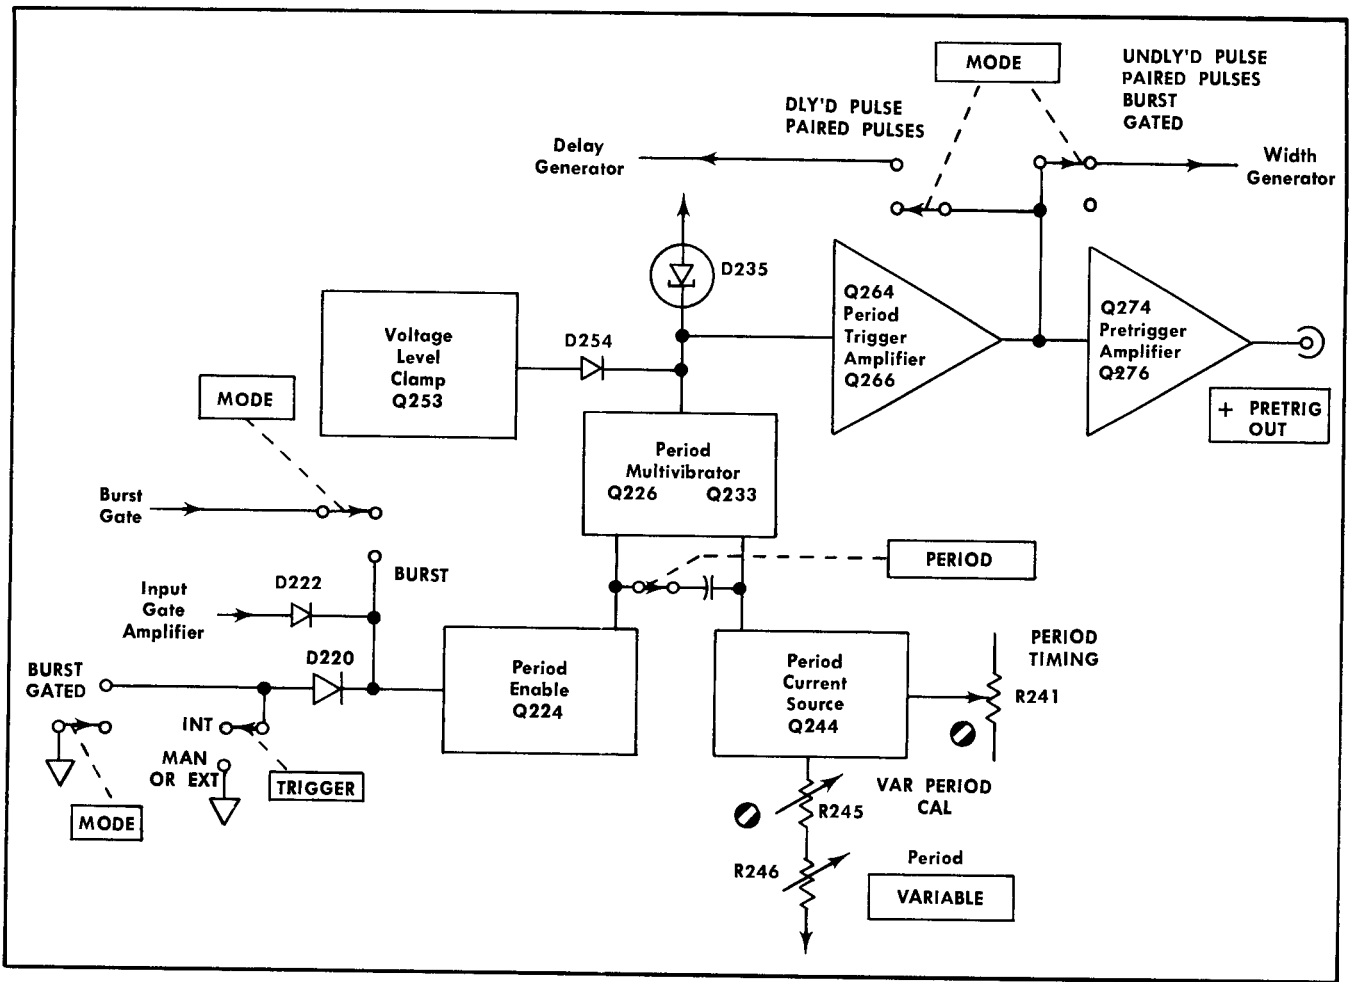 MODE
UNDLY'D PULSE
PAIRED PULSES
BURST
GATED
DLY'D PULSE
PAIRED PULSES
Delay
Generator
Width
Generator
D235
Q264
Period
Trigger
Amplifier
Q266
Q274
Pretrigger
Amplifier
Q276
+ PRETRIG
OUT
Voltage
Level
Clamp
Q253
D254
MODE
Period
Multivibrator
Q226 Q233
Burst
Gate
BURST
PERIOD
Input
Gate
Amplifier
D222
BURST
GATED
D220
INT
MAN
OR EXT
TRIGGER
MODE
Period
Enable
Q224
Period
Current
Source
Q244
PERIOD
TIMING
R241
VAR PERIOD
CAL
R245
R246
Period
VARIABLE